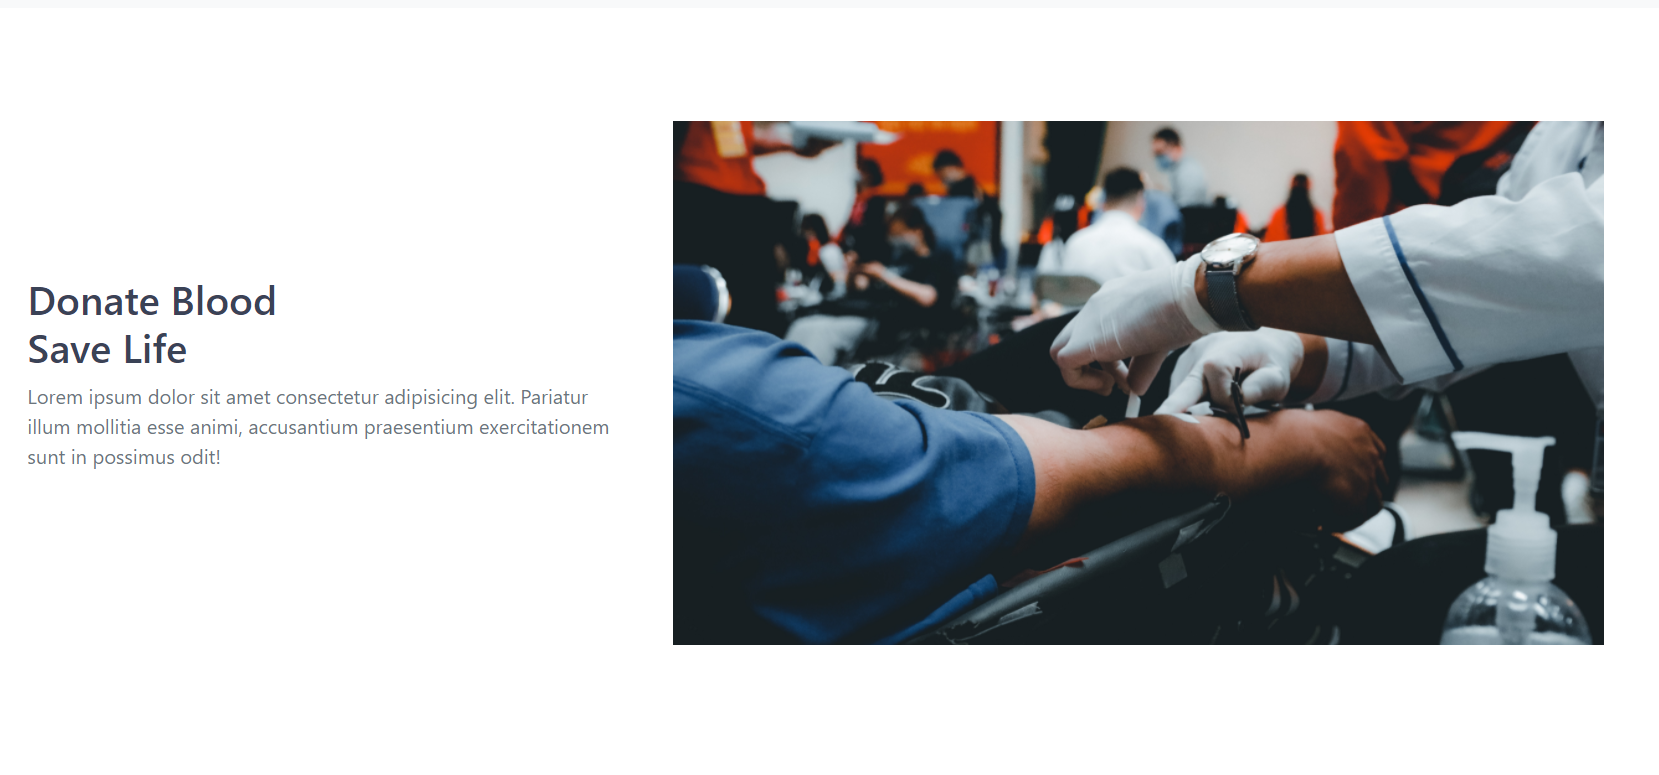 Donate Blood
Save Life
Lorem ipsum dolor sit amet consectetur adipisicing elit. Pariatur
illum mollitia esse animi, accusantium praesentium exercitationem
sunt in possimus odit!